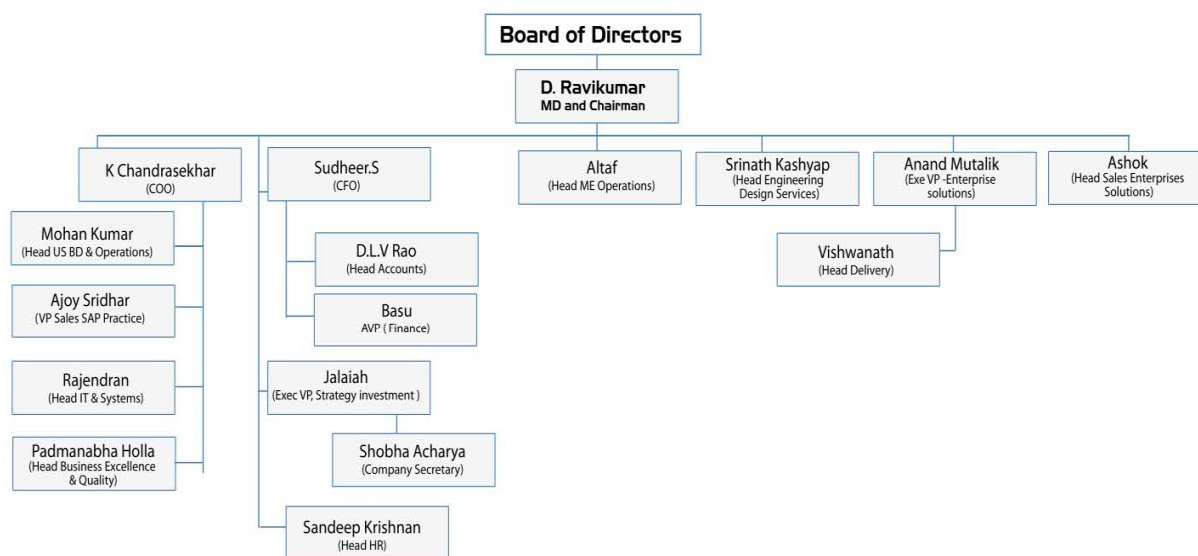 Board of Directors
D. Ravikumar
MD and Chairman
K Chandrasekhar
(COO)
Mohan Kumar
(Head US BD & Operations)
Ajoy Sridhar
(VP Sales SAP Practice)
Rajendran
(Head IT & Systems)
Padmanabha Holla
(Head Business Excellence
& Quality)
Sudheer.S
(CFO)
D.L.V Rao
(Head Accounts)
Basu
AVP ( Finance)
Jalaiah
(Exec VP, Strategy investment )
Shobha Acharya
(Company Secretary)
Sandeep Krishnan
(Head HR)
Altaf
(Head ME Operations)
Srinath Kashyap
(Head Engineering
Design Services)
Anand Mutalik
(Exe VP -Enterprise
solutions)
Vishwanath
(Head Delivery)
Ashok
(Head Sales Enterprises
Solutions)